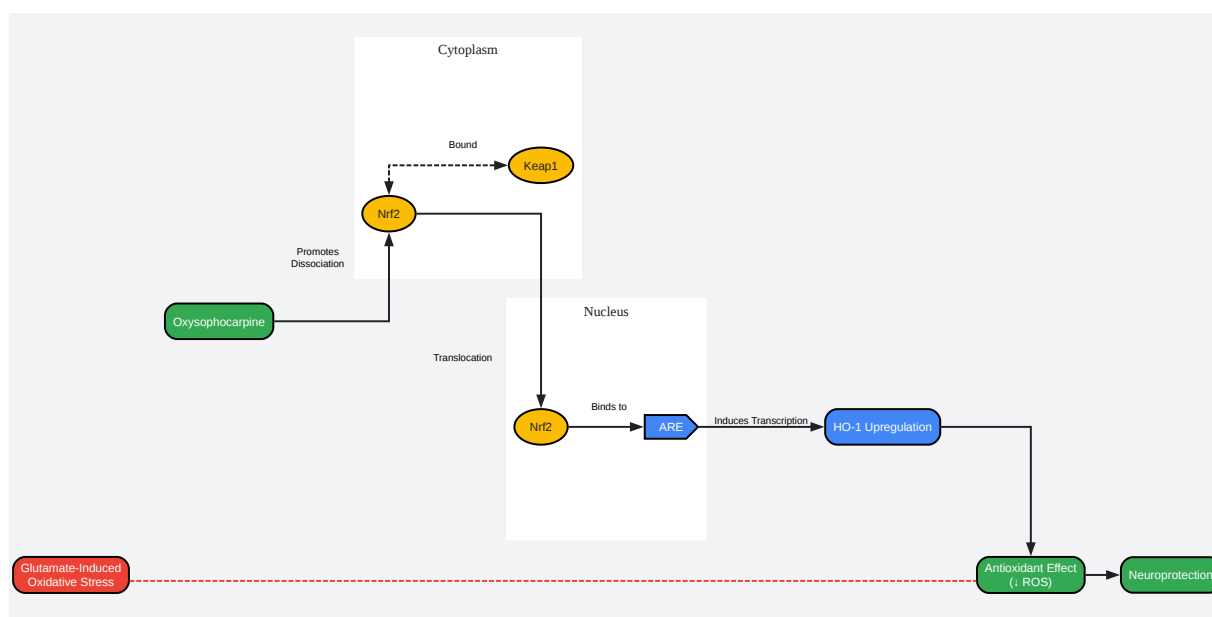 Cytoplasm
Bound
Keap1
Nrf2
Promotes
Dissociation
Oxysophocarpine
Nucleus
Translocation
Nrf2
Binds to
ARE
Induces Transcription
HO-1 Upregulation
Glutamate-Induced
Oxidative Stress
Antioxidant Effect
(↓ ROS)
Neuroprotection